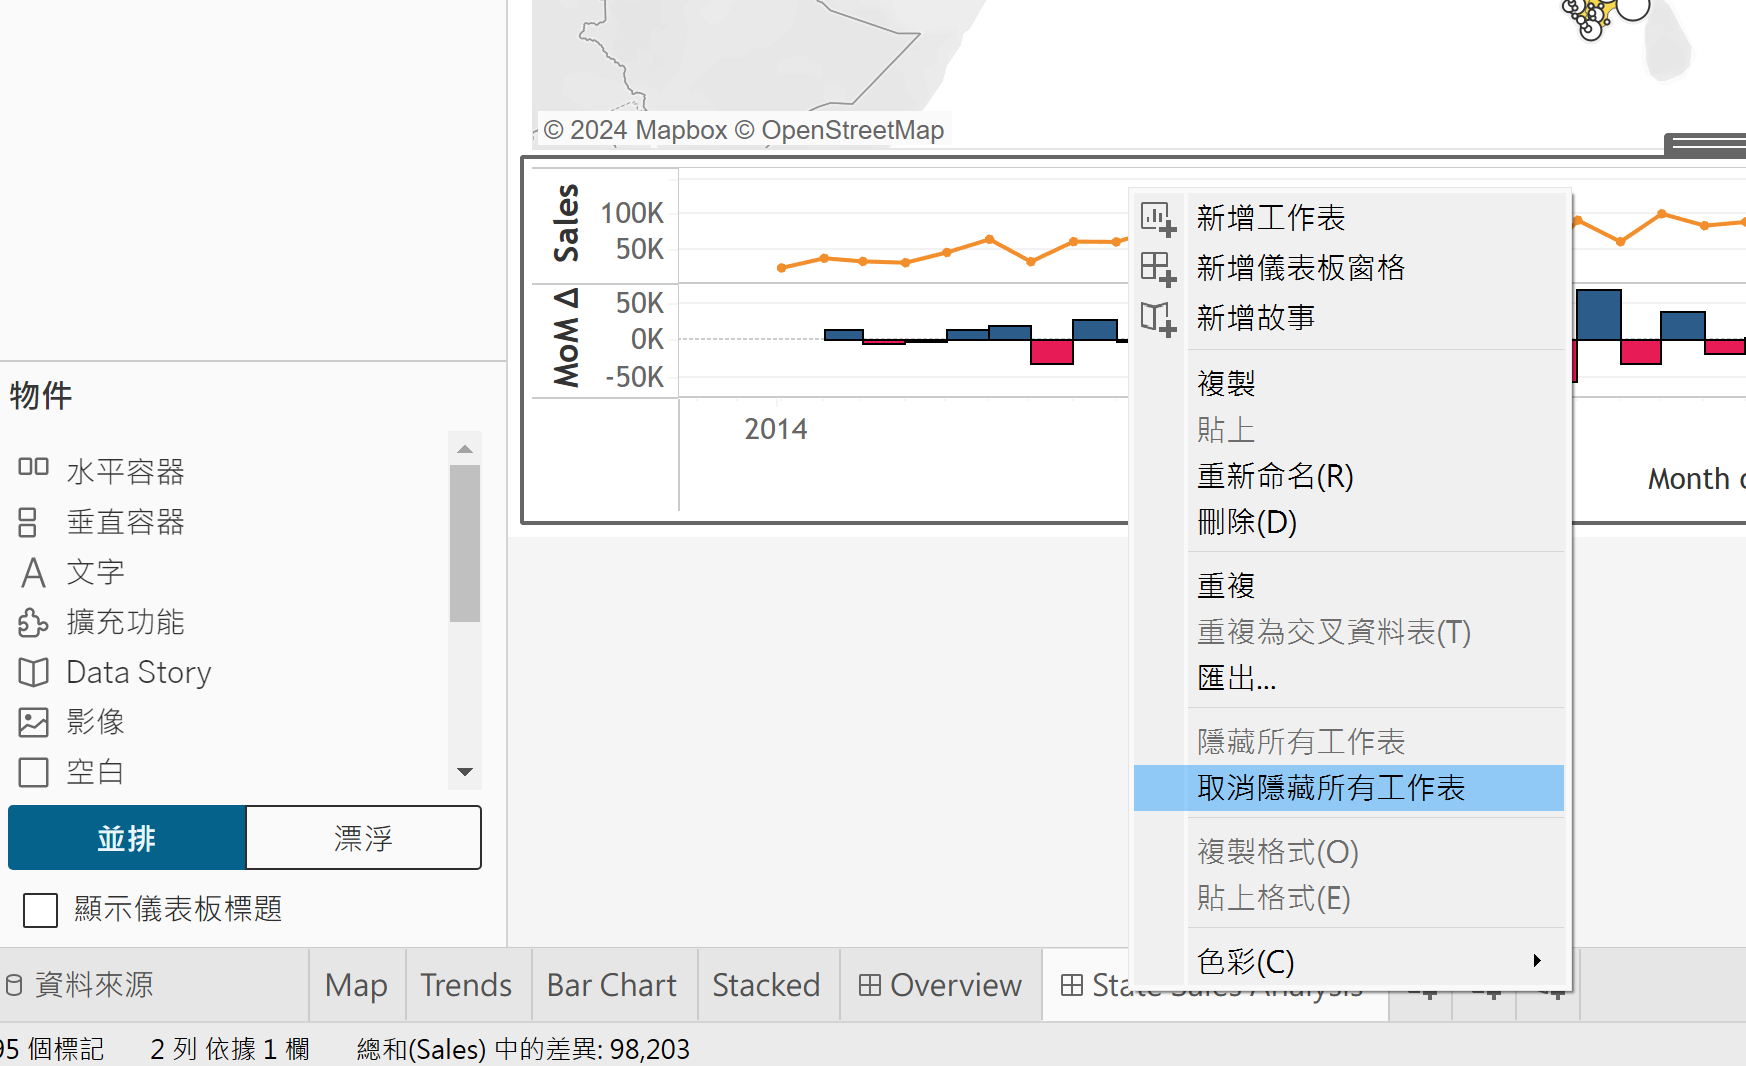 © 2024 Mapbox © OpenStreetMap
Sales
100K
50K
MoM Δ
50K
0K
-50K
2014
Month
新增工作表
新增儀表板窗格
新增故事
複製
貼上
重新命名(R)
刪除(D)
重複
重複為交叉資料表(T)
匯出...
隱藏所有工作表
取消隱藏所有工作表
複製格式(O)
貼上格式(E)
色彩(C)
物件
水平容器
垂直容器
文字
擴充功能
Data Story
影像
空白
並排
漂浮
顯示儀表板標題
資料來源
Map
Trends
Bar Chart
Stacked
Overview
State Sales Analysis
95 個標記
2 列 依據 1 欄
總和(Sales) 中的差異: 98,203